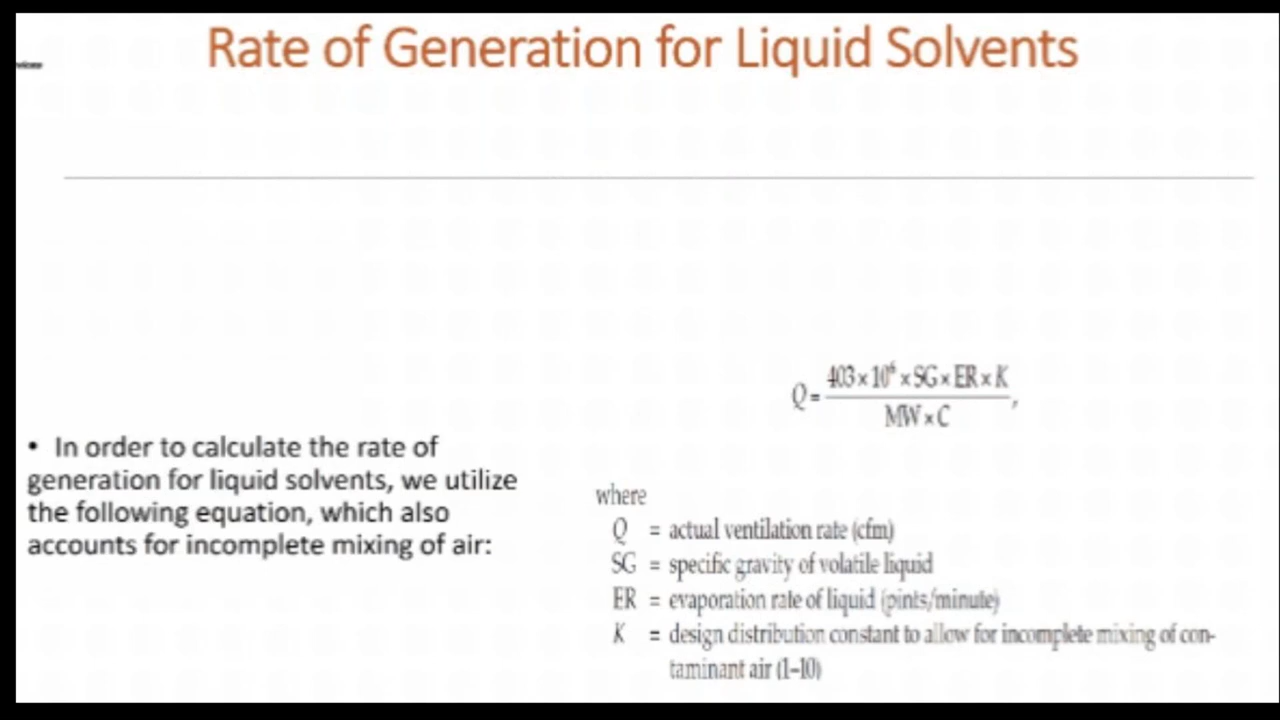 Rate of Generation for Liquid Solvents
Q = 403 × 10⁶ × SG × ER × K
MW × C ,
• In order to calculate the rate of
generation for liquid solvents, we utilize
the following equation, which also
accounts for incomplete mixing of air:
where
Q = actual ventilation rate (cfm)
SG = specific gravity of volatile liquid
ER = evaporation rate of liquid (pints/minute)
K = design distribution constant to allow for incomplete mixing of con-
taminant air (1–10)